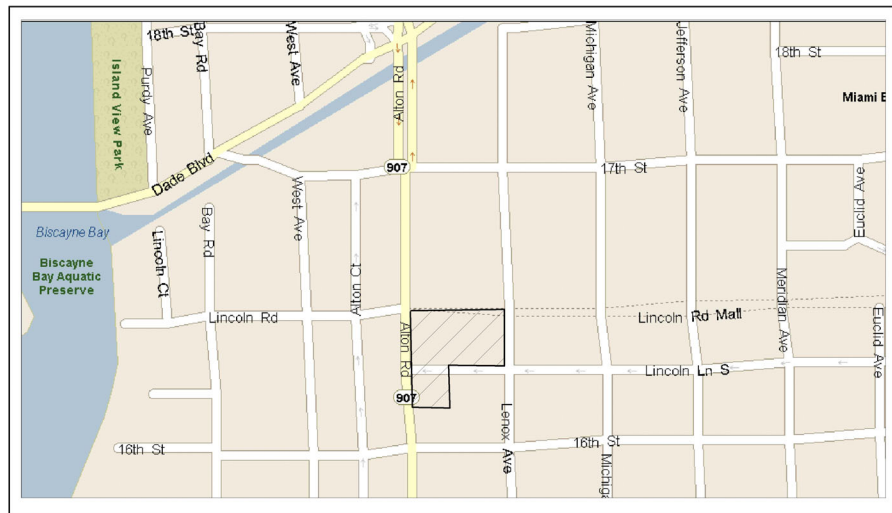 18th St
Purdy Ave
Bay Rd
West Ave
Alton Rd
Michigan Ave
Jefferson Ave
18th St
Island View Park
Miami B
Dade Blvd
907
17th St
Euclid Ave
Biscayne Bay
Biscayne
Bay Aquatic
Preserve
Lincoln Ct
Bay Rd
West Ave
Alton Ct
Meridian Ave
Lincoln Rd
Lincoln Rd Mall
Alton Rd
Euclid Ave
Lincoln Ln S
907
Lenox Ave
16th St
16th St
Michiga